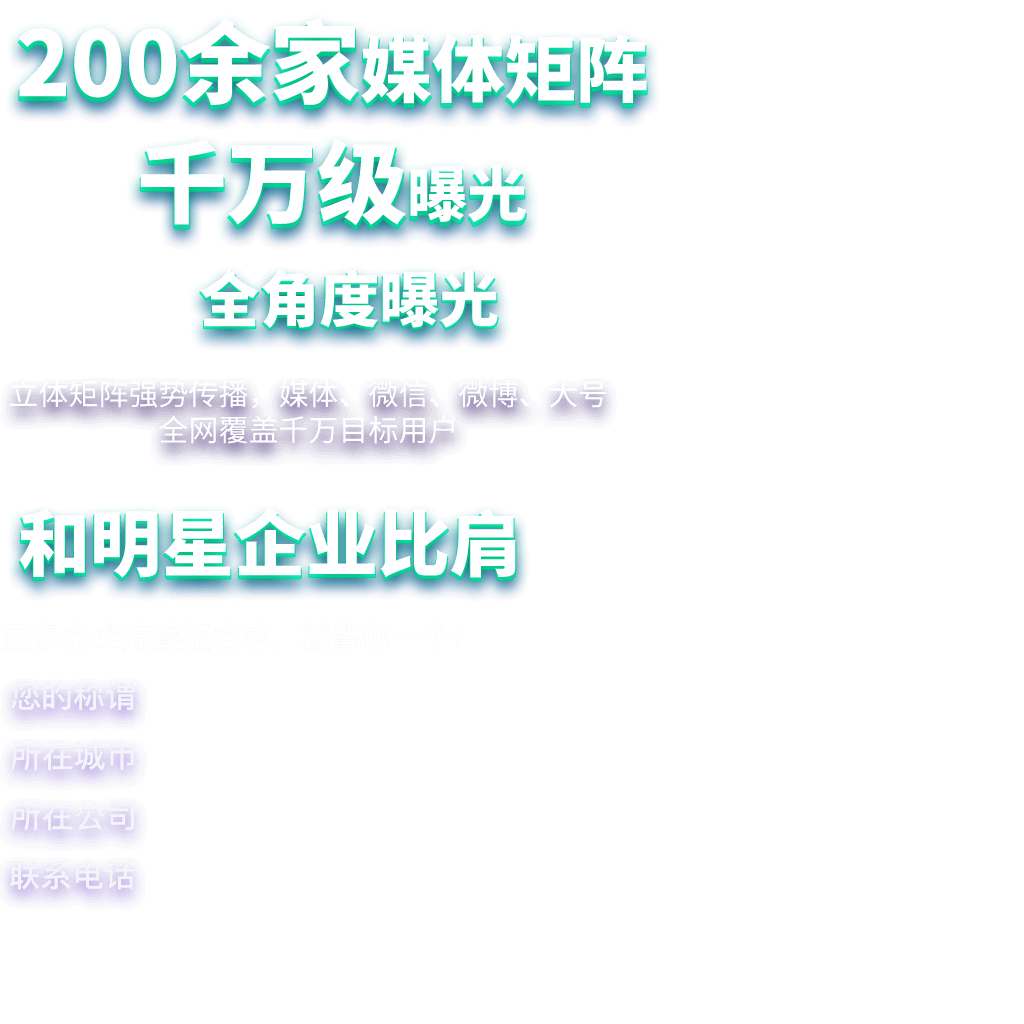 200余家媒体矩阵
千万级曝光
全角度曝光
立体矩阵强势传播，媒体、微信、微博、大号
全网覆盖千万目标用户
和明星企业比肩
您的称谓
所在城市
所在公司
联系电话